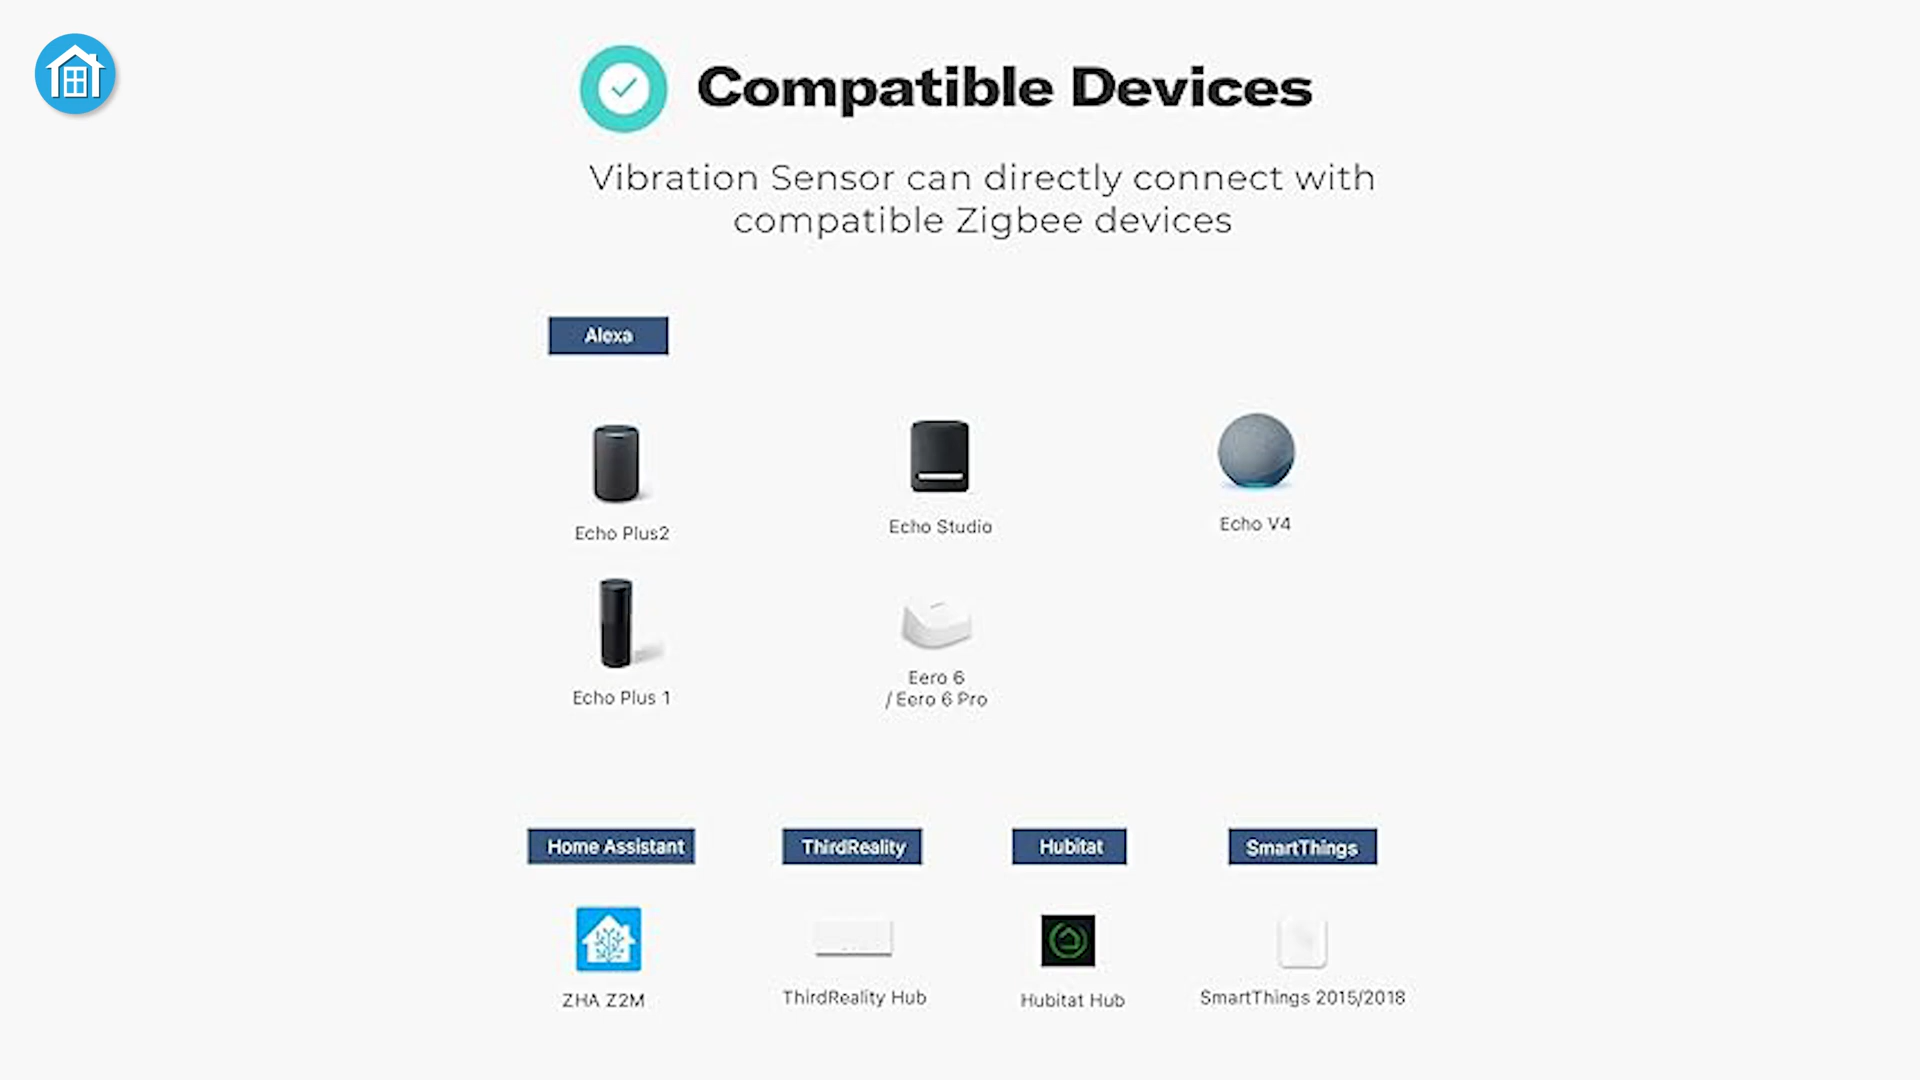 Compatible Devices
Vibration Sensor can directly connect with
compatible Zigbee devices
Alexa
Echo Plus2
Echo Studio
Echo V4
Echo Plus 1
Eero 6
/ Eero 6 Pro
Home Assistant
ThirdReality
Hubitat
SmartThings
ZHA Z2M
ThirdReality Hub
Hubitat Hub
SmartThings 2015/2018